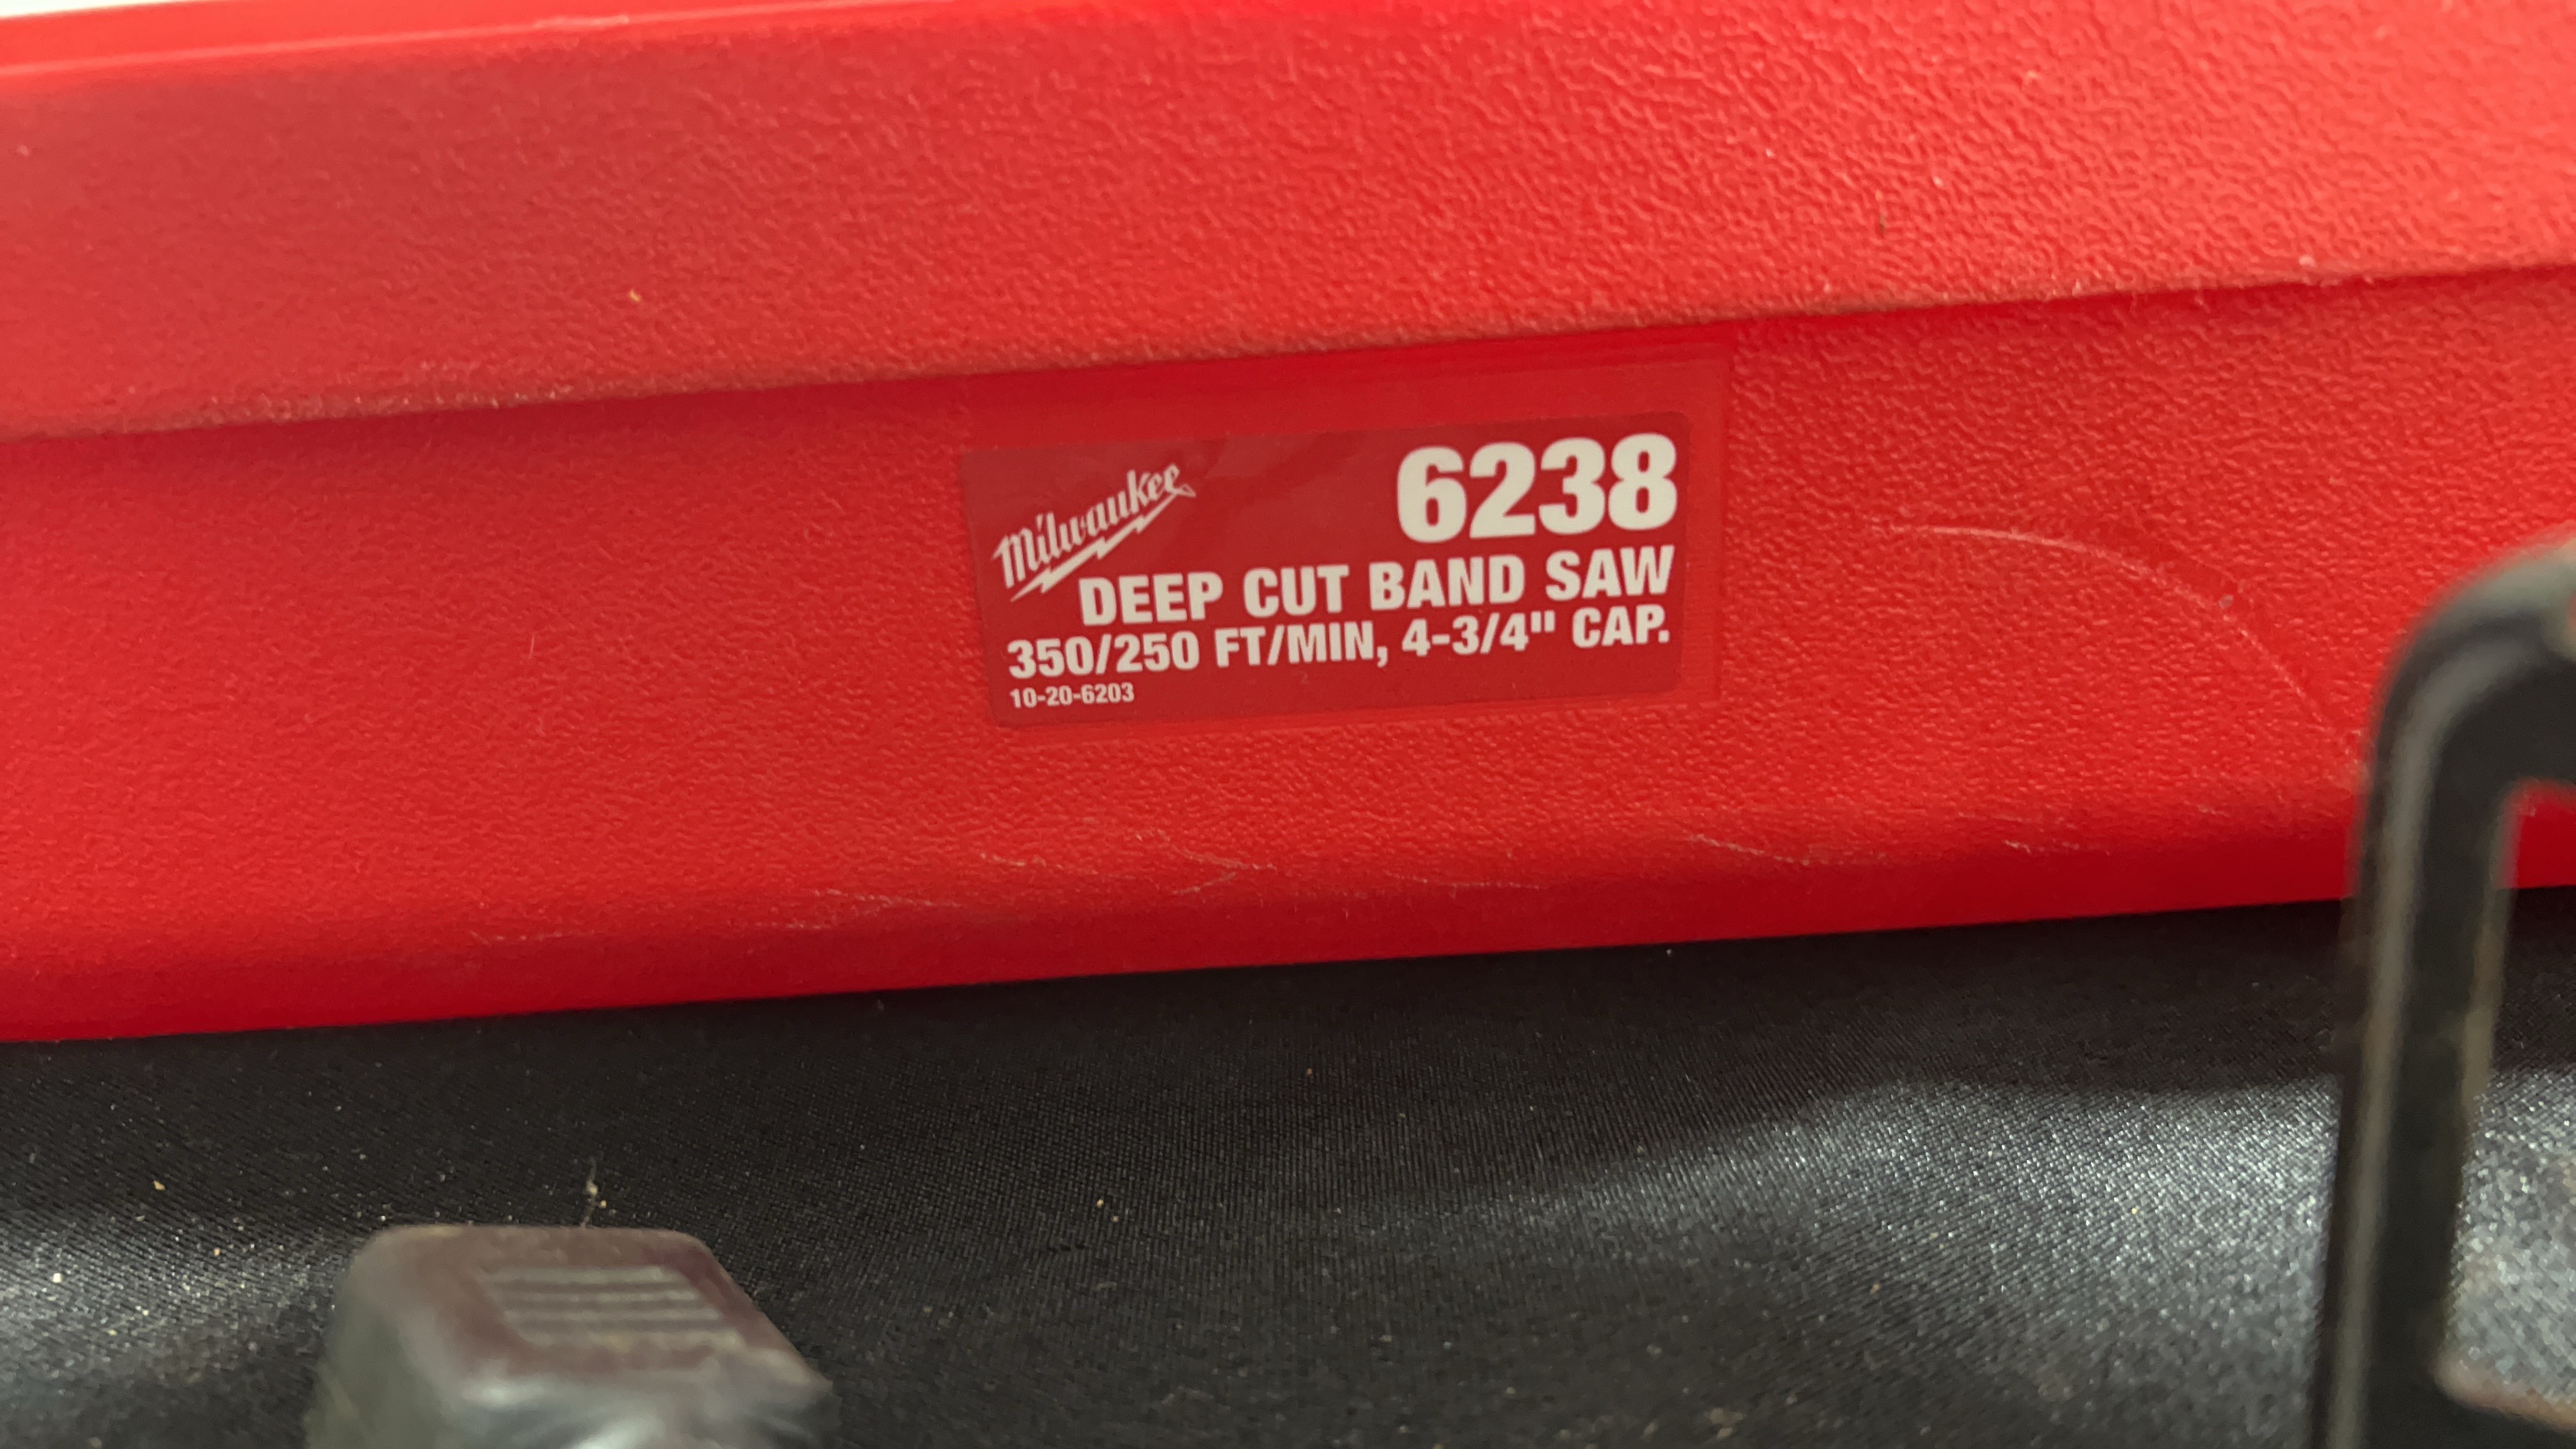 Milwaukee
6238
DEEP CUT BAND SAW
350/250 FT/MIN, 4-3/4" CAP.
10-20-6203